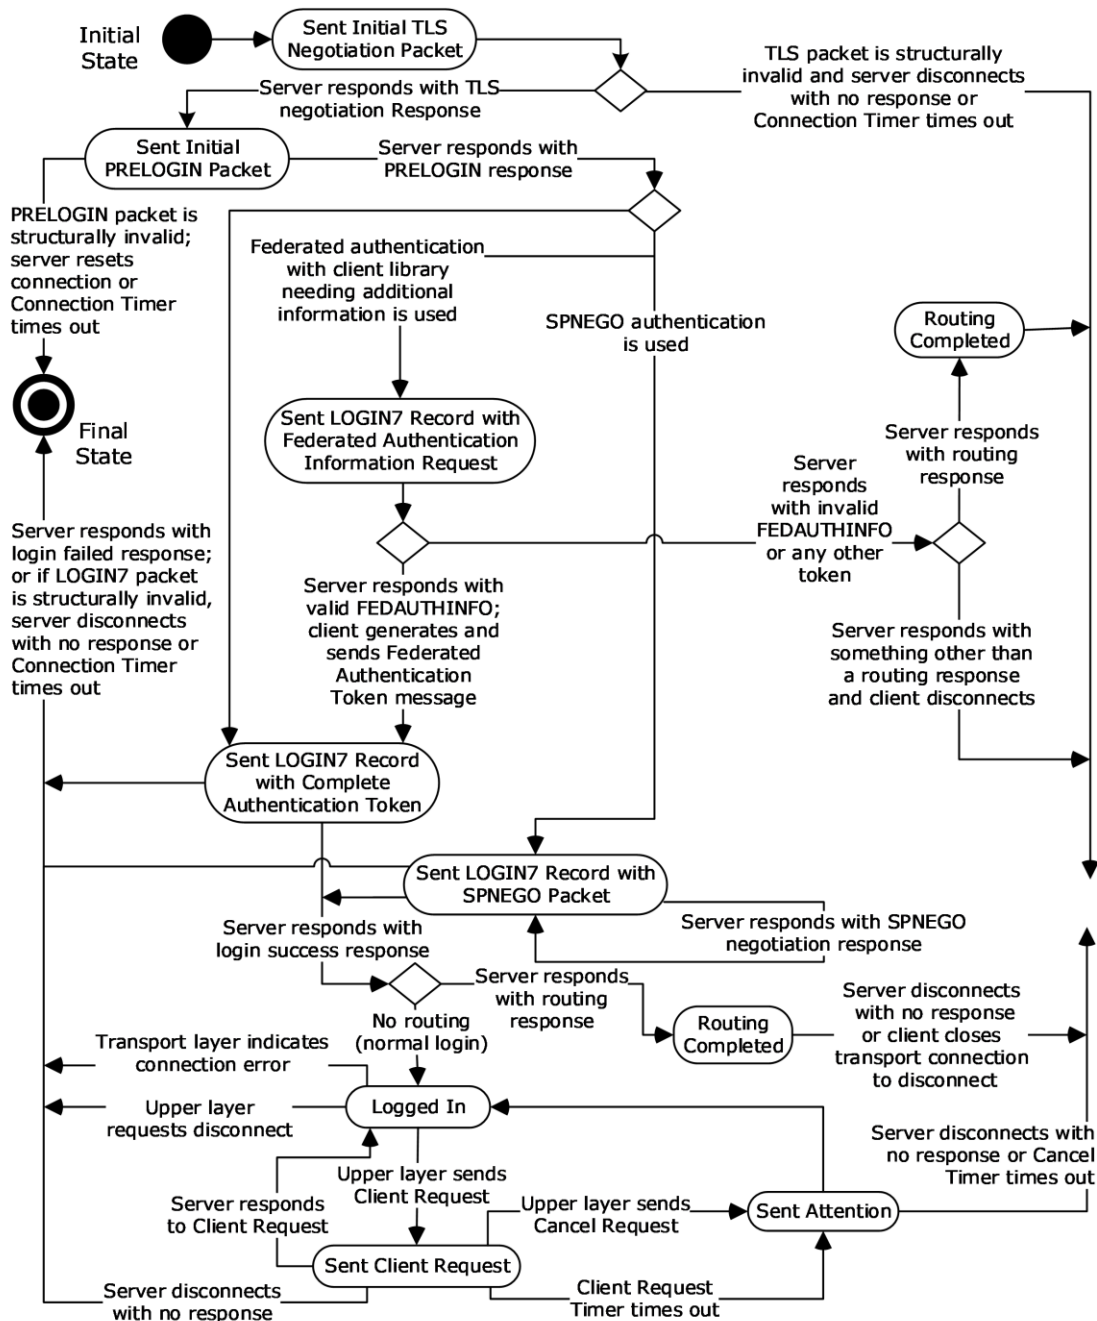 Initial
State
Sent Initial TLS
Negotiation Packet
TLS packet is structurally
invalid and server disconnects
with no response or
Connection Timer times out
Server responds with TLS
negotiation Response
Sent Initial
PRELOGIN Packet
Server responds with
PRELOGIN response
PRELOGIN packet is
structurally invalid;
server resets
connection or
Connection Timer
times out
Federated authentication
with client library
needing additional
information is used
SPNEGO authentication
is used
Routing
Completed
Final
State
Sent LOGIN7 Record with
Federated Authentication
Information Request
Server responds
with routing
response
Server
responds
with invalid
FEDAUTHINFO
or any other
token
Server responds with
login failed response;
or if LOGIN7 packet
is structurally invalid,
server disconnects
with no response or
Connection Timer
times out
Server responds with
valid FEDAUTHINFO;
client generates and
sends Federated
Authentication
Token message
Server responds with
something other than
a routing response
and client disconnects
Sent LOGIN7 Record
with Complete
Authentication Token
Sent LOGIN7 Record with
SPNEGO Packet
Server responds with SPNEGO
negotiation response
Server responds with
login success response
Server responds
with routing
response
No routing
(normal login)
Routing
Completed
Server disconnects
with no response
or client closes
transport connection
to disconnect
Transport layer indicates
connection error
Logged In
Upper layer
requests disconnect
Server disconnects with
no response or Cancel
Timer times out
Upper layer sends
Client Request
Server responds
to Client Request
Upper layer sends
Cancel Request
Sent Attention
Sent Client Request
Server disconnects
with no response
Client Request
Timer times out